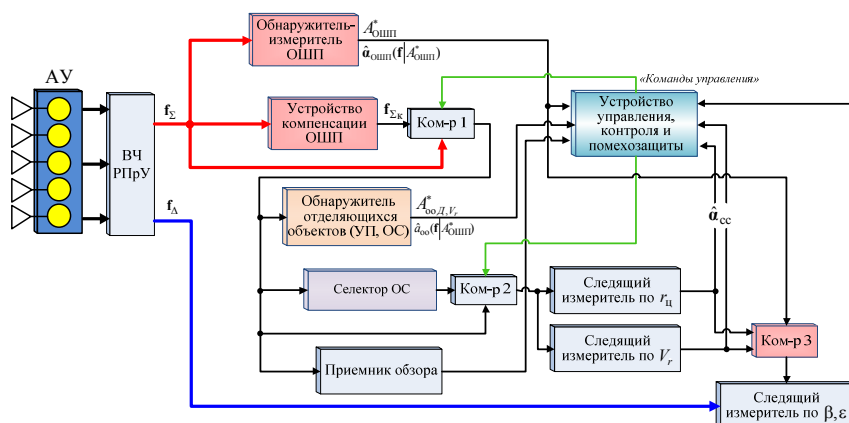 Обнаружитель-
измеритель
ОШП
A*ОШП
α̂ОШП(f|A*ОШП)
«Команды управления»
АУ
ВЧ
РПрУ
fΣ
fΔ
Устройство
компенсации
ОШП
fΣк
Ком-р 1
Устройство
управления,
контроля и
помехозащиты
Обнаружитель
отделяющихся
объектов (УП, ОС)
A*оо Д,Vr
âоо(f|A*ОШП)
α̂сс
Селектор ОС
Ком-р 2
Следящий
измеритель по rц
Следящий
измеритель по Vr
Ком-р 3
Приемник обзора
Следящий
измеритель по β,ε